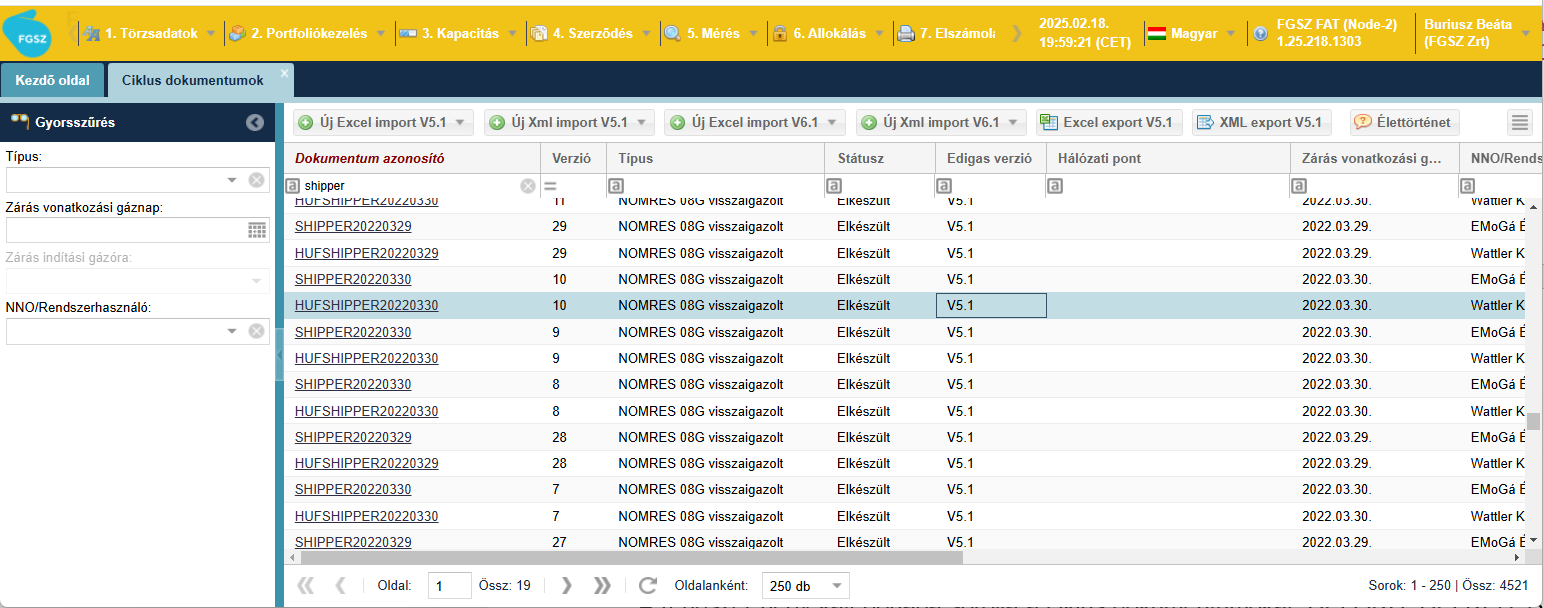 FGSZ
1. Törzsadatok
2. Portfoliókezelés
3. Kapacitás
4. Szerződés
5. Mérés
6. Allokálás
7. Elszámolá
2025.02.18.
19:59:21 (CET)
Magyar
FGSZ FAT (Node-2)
1.25.218.1303
Buriusz Beáta
(FGSZ Zrt)
Kezdő oldal
Ciklus dokumentumok
Gyorsszűrés
Típus:
Zárás vonatkozási gáznap:
Zárás indítási gázóra:
NNO/Rendszerhasználó:
Új Excel import V5.1
Új Xml import V5.1
Új Excel import V6.1
Új Xml import V6.1
Excel export V5.1
XML export V5.1
Élettörténet
Dokumentum azonosító Verzió Típus Státusz Edigas verzió Hálózati pont Zárás vonatkozási g... NNO/Rends
shipper
HUFSHIPPER20220330 11 NOMRES 08G visszaigazolt Elkészült V5.1 2022.03.30. Wattler K
SHIPPER20220329 29 NOMRES 08G visszaigazolt Elkészült V5.1 2022.03.29. EMoGá É
HUFSHIPPER20220329 29 NOMRES 08G visszaigazolt Elkészült V5.1 2022.03.29. Wattler K
SHIPPER20220330 10 NOMRES 08G visszaigazolt Elkészült V5.1 2022.03.30. EMoGá É
HUFSHIPPER20220330 10 NOMRES 08G visszaigazolt Elkészült V5.1 2022.03.30. Wattler K
SHIPPER20220330 9 NOMRES 08G visszaigazolt Elkészült V5.1 2022.03.30. EMoGá É
HUFSHIPPER20220330 9 NOMRES 08G visszaigazolt Elkészült V5.1 2022.03.30. Wattler K
SHIPPER20220330 8 NOMRES 08G visszaigazolt Elkészült V5.1 2022.03.30. EMoGá É
HUFSHIPPER20220330 8 NOMRES 08G visszaigazolt Elkészült V5.1 2022.03.30. Wattler K
SHIPPER20220329 28 NOMRES 08G visszaigazolt Elkészült V5.1 2022.03.29. EMoGá É
HUFSHIPPER20220329 28 NOMRES 08G visszaigazolt Elkészült V5.1 2022.03.29. Wattler K
SHIPPER20220330 7 NOMRES 08G visszaigazolt Elkészült V5.1 2022.03.30. EMoGá É
HUFSHIPPER20220330 7 NOMRES 08G visszaigazolt Elkészült V5.1 2022.03.30. Wattler K
SHIPPER20220329 27 NOMRES 08G visszaigazolt Elkészült V5.1 2022.03.29. EMoGá É
Oldal: 1 Össz: 19 Oldalanként: 250 db Sorok: 1 - 250 | Össz: 4521